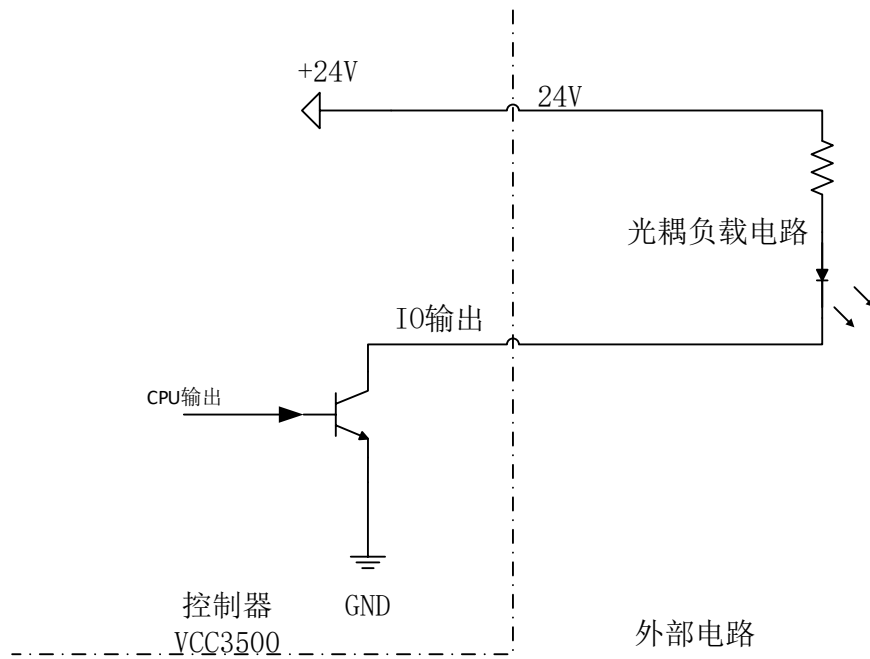 +24V
24V
光耦负载电路
IO输出
CPU输出
控制器
VCC3500
GND
外部电路